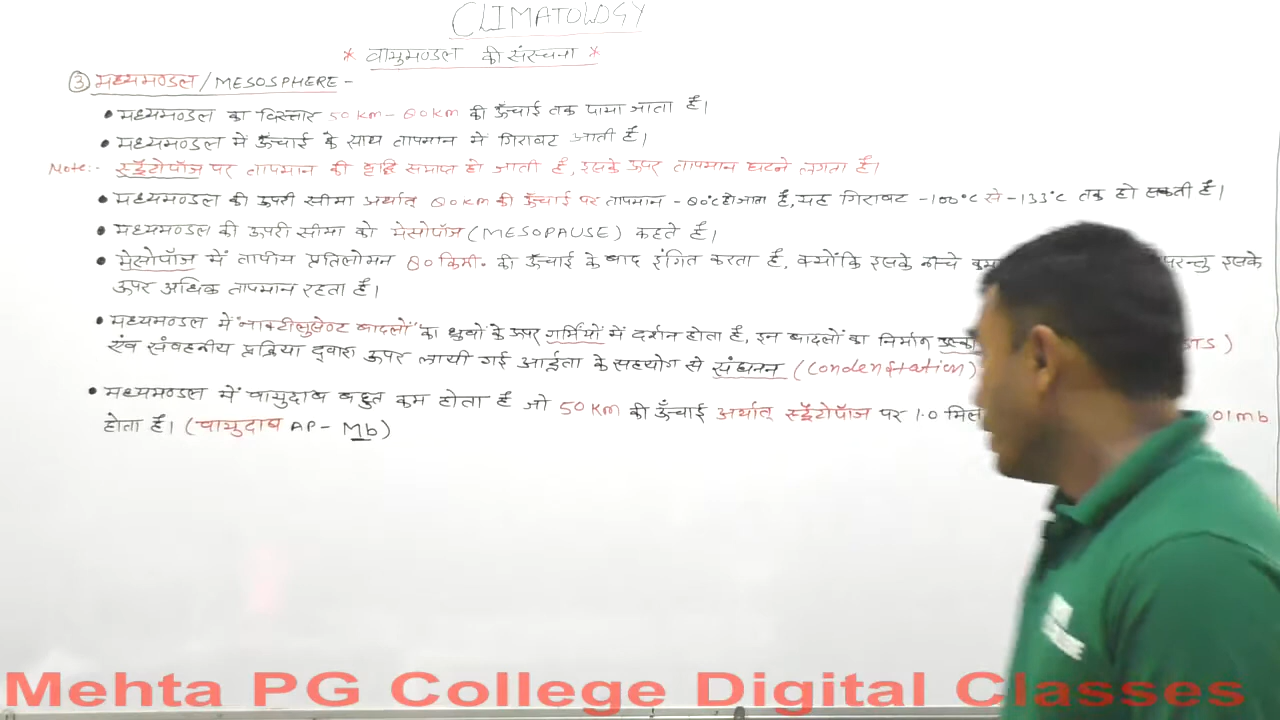 CLIMATOLOGY
* वायुमण्डल की संरचना *
③ मध्यमण्डल / MESOSPHERE -
• मध्यमण्डल का विस्तार 50 km - 80 km की ऊँचाई तक पाया जाता है।
• मध्यमण्डल में ऊँचाई के साथ तापमान में गिरावट आती है।
Note:- स्ट्रेटोपॉज पर तापमान की वृद्धि समाप्त हो जाती है, इसके ऊपर तापमान घटने लगता है।
• मध्यमण्डल की ऊपरी सीमा अर्थात् 80 km की ऊँचाई पर तापमान -80°c हो जाता है, यह गिरावट -100°c से -133°c तक हो सकती है।
• मध्यमण्डल की ऊपरी सीमा को मेसोपॉज (MESOPAUSE) कहते है।
• मेसोपॉज में तापीय प्रतिलोमन 80 किमी. की ऊँचाई के बाद इंगित करता है, क्योंकि इसके नीचे परन्तु इसके
ऊपर अधिक तापमान रहता है।
• मध्यमण्डल में "नाक्टीलुसेण्ट बादलों" का ध्रुवों के ऊपर गर्मियों में दर्शन होता है, इन बादलों का निर्माण TS)
एंव संवहनीय प्रक्रिया द्वारा ऊपर लायी गई आर्द्रता के सहयोग से संघनन (Condensation)
• मध्यमण्डल में वायुदाब बहुत कम होता है जो 50 Km की ऊँचाई अर्थात् स्ट्रेटोपॉज पर 1.0 मिल 01mb
होता है। (वायुदाब AP - Mb)
Mehta PG College Digital Classes